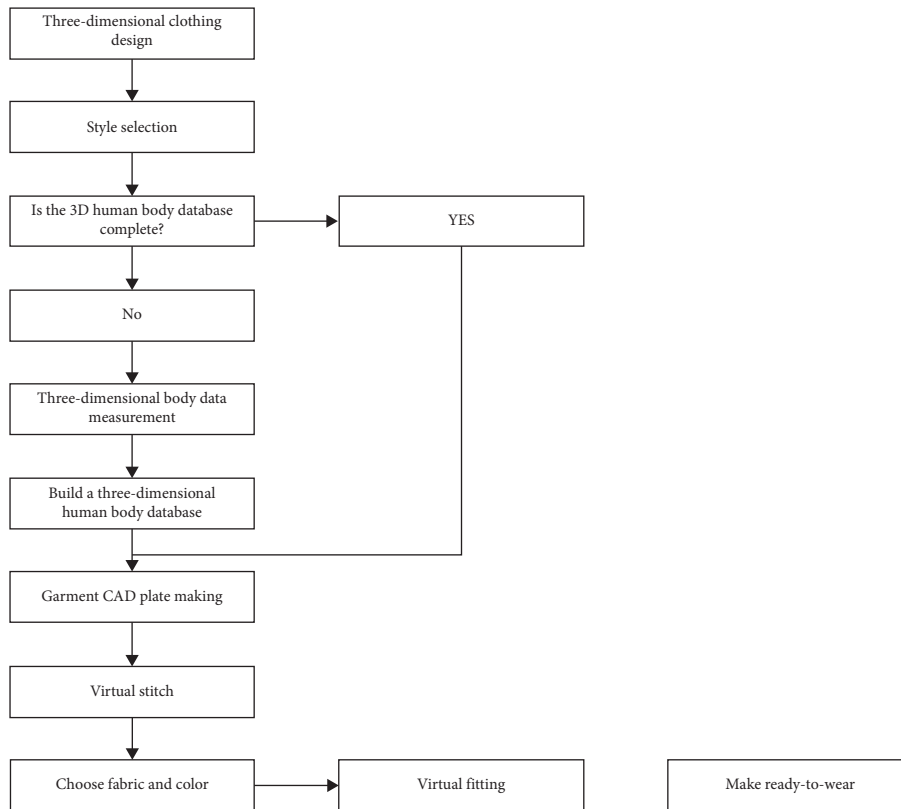 Three-dimensional clothing
design
Style selection
Is the 3D human body database
complete?
YES
No
Three-dimensional body data
measurement
Build a three-dimensional
human body database
Garment CAD plate making
Virtual stitch
Choose fabric and color
Virtual fitting
Make ready-to-wear